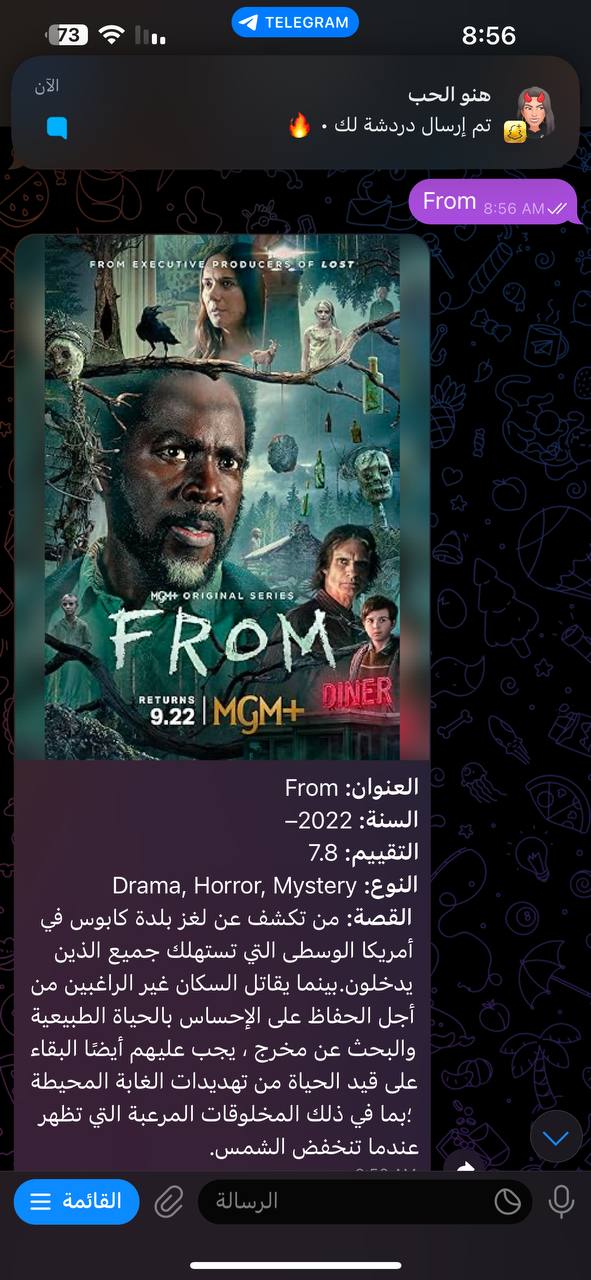 73
TELEGRAM
8:56
الآن
هنو الحب
تم إرسال دردشة لك • 🔥
From 8:56 AM
FROM EXECUTIVE PRODUCERS OF LOST
MGM+ ORIGINAL SERIES
FROM
DINER
RETURNS
9.22 | MGM+
العنوان: From
السنة: 2022–
التقييم: 7.8
النوع: Drama, Horror, Mystery
القصة: من تكشف عن لغز بلدة كابوس في
أمريكا الوسطى التي تستهلك جميع الذين
يدخلون.بينما يقاتل السكان غير الراغبين من
أجل الحفاظ على الإحساس بالحياة الطبيعية
والبحث عن مخرج ، يجب عليهم أيضًا البقاء
على قيد الحياة من تهديدات الغابة المحيطة
؛بما في ذلك المخلوقات المرعبة التي تظهر
عندما تنخفض الشمس.
القائمة
الرسالة